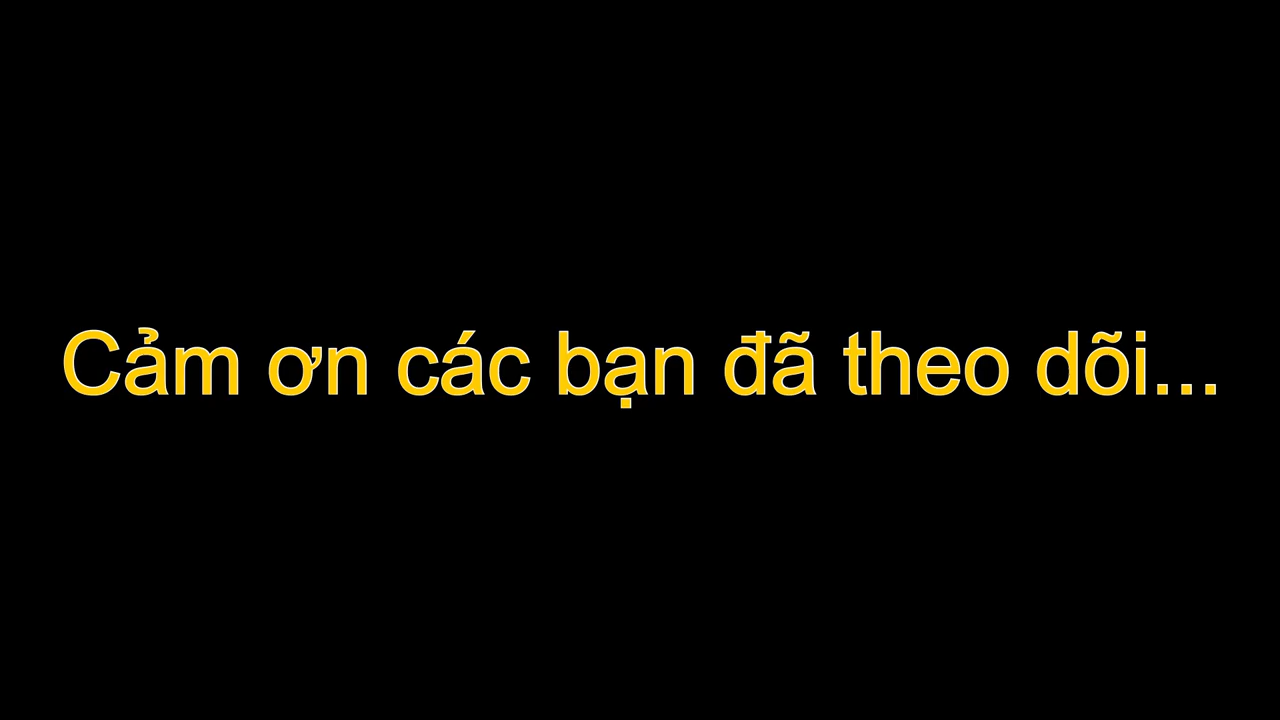 Cảm ơn các bạn đã theo dõi...